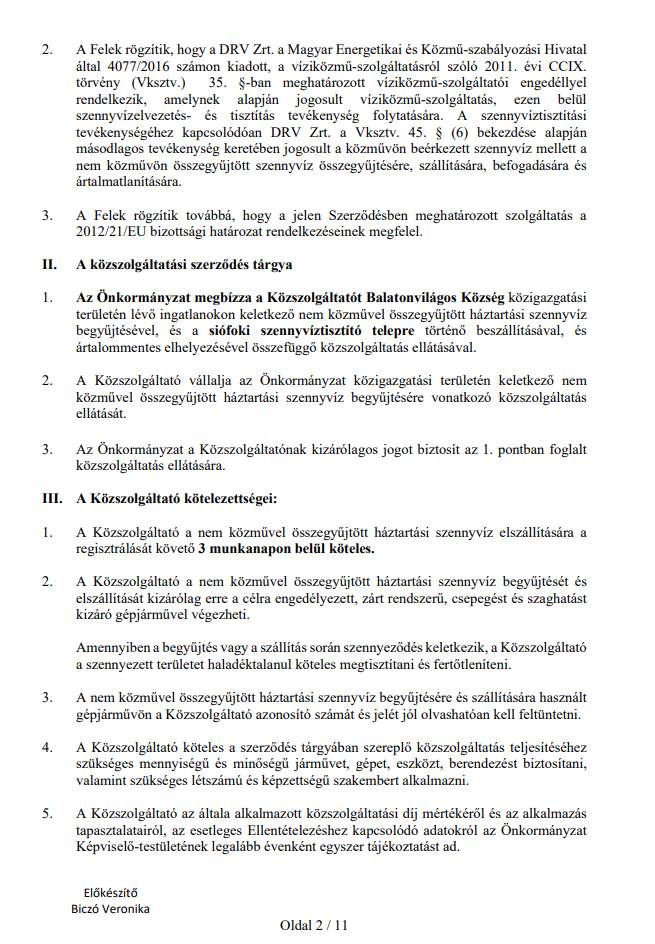 2. A Felek rögzítik, hogy a DRV Zrt. a Magyar Energetikai és Közmű-szabályozási Hivatal
által 4077/2016 számon kiadott, a víziközmű-szolgáltatásról szóló 2011. évi CCIX.
törvény (Vksztv.) 35. §-ban meghatározott víziközmű-szolgáltatói engedéllyel
rendelkezik, amelynek alapján jogosult víziközmű-szolgáltatás, ezen belül
szennyvízelvezetés- és tisztítás tevékenység folytatására. A szennyvíztisztítási
tevékenységéhez kapcsolódóan DRV Zrt. a Vksztv. 45. § (6) bekezdése alapján
másodlagos tevékenység keretében jogosult a közművön beérkezett szennyvíz mellett a
nem közművön összegyűjtött szennyvíz összegyűjtésére, szállítására, befogadására és
ártalmatlanítására.
3. A Felek rögzítik továbbá, hogy a jelen Szerződésben meghatározott szolgáltatás a
2012/21/EU bizottsági határozat rendelkezéseinek megfelel.
II. A közszolgáltatási szerződés tárgya
1. Az Önkormányzat megbízza a Közszolgáltatót Balatonvilágos Község közigazgatási
területén lévő ingatlanokon keletkező nem közművel összegyűjtött háztartási szennyvíz
begyűjtésével, és a siófoki szennyvíztisztító telepre történő beszállításával, és
ártalommentes elhelyezésével összefüggő közszolgáltatás ellátásával.
2. A Közszolgáltató vállalja az Önkormányzat közigazgatási területén keletkező nem
közművel összegyűjtött háztartási szennyvíz begyűjtésére vonatkozó közszolgáltatás
ellátását.
3. Az Önkormányzat a Közszolgáltatónak kizárólagos jogot biztosít az 1. pontban foglalt
közszolgáltatás ellátására.
III. A Közszolgáltató kötelezettségei:
1. A Közszolgáltató a nem közművel összegyűjtött háztartási szennyvíz elszállítására a
regisztrálását követő 3 munkanapon belül köteles.
2. A Közszolgáltató a nem közművel összegyűjtött háztartási szennyvíz begyűjtését és
elszállítását kizárólag erre a célra engedélyezett, zárt rendszerű, csepegést és szaghatást
kizáró gépjárművel végezheti.
Amennyiben a begyűjtés vagy a szállítás során szennyeződés keletkezik, a Közszolgáltató
a szennyezett területet haladéktalanul köteles megtisztítani és fertőtleníteni.
3. A nem közművel összegyűjtött háztartási szennyvíz begyűjtésére és szállítására használt
gépjárművön a Közszolgáltató azonosító számát és jelét jól olvashatóan kell feltüntetni.
4. A Közszolgáltató köteles a szerződés tárgyában szereplő közszolgáltatás teljesítéséhez
szükséges mennyiségű és minőségű járművet, gépet, eszközt, berendezést biztosítani,
valamint szükséges létszámú és képzettségű szakembert alkalmazni.
5. A Közszolgáltató az általa alkalmazott közszolgáltatási díj mértékéről és az alkalmazás
tapasztalatairól, az esetleges Ellentételezéshez kapcsolódó adatokról az Önkormányzat
Képviselő-testületének legalább évenként egyszer tájékoztatást ad.
Előkészítő
Biczó Veronika
Oldal 2 / 11